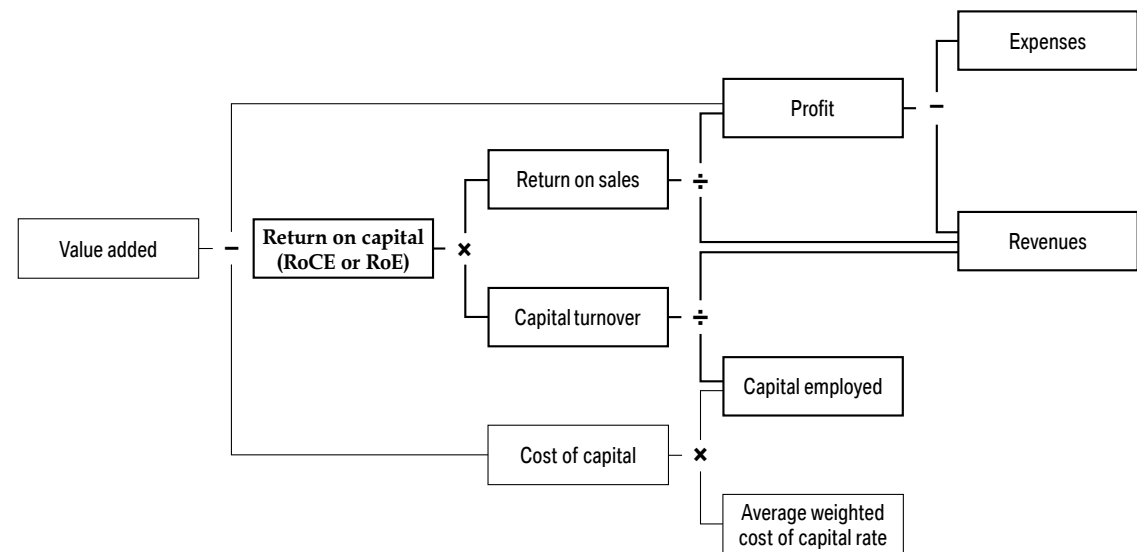 Expenses
Profit
–
Return on sales
÷
Value added
–
Return on capital
(RoCE or RoE)
×
Revenues
Capital turnover
÷
Capital employed
Cost of capital
×
Average weighted
cost of capital rate